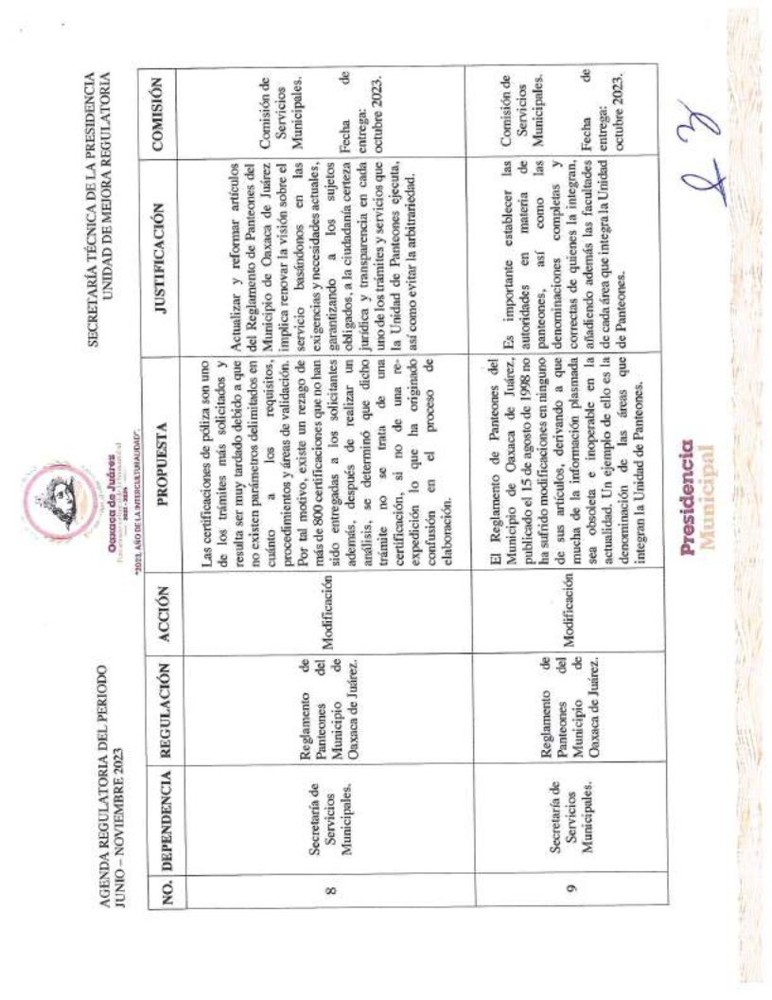 AGENDA REGULATORIA DEL PERIODO
JUNIO – NOVIEMBRE 2023
Oaxaca de Juárez
"2023, AÑO DE LA INTERCULTURALIDAD".
SECRETARÍA TÉCNICA DE LA PRESIDENCIA
UNIDAD DE MEJORA REGULATORIA
NO. DEPENDENCIA REGULACIÓN ACCIÓN PROPUESTA JUSTIFICACIÓN COMISIÓN
8
Secretaría de
Servicios
Municipales.
Reglamento de
Panteones del
Municipio de
Oaxaca de Juárez.
Modificación
Las certificaciones de póliza son uno
de los trámites más solicitados y
resulta ser muy tardado debido a que
no existen parámetros delimitados en
cuánto a los requisitos,
procedimientos y áreas de validación.
Por tal motivo, existe un rezago de
más de 800 certificaciones que no han
sido entregadas a los solicitantes
además, después de realizar un
análisis, se determinó que dicho
trámite no se trata de una
certificación, si no de una re-
expedición lo que ha originado
confusión en el proceso de
elaboración.
Actualizar y reformar artículos
del Reglamento de Panteones del
Municipio de Oaxaca de Juárez
implica renovar la visión sobre el
servicio basándonos en las
exigencias y necesidades actuales,
garantizando a los sujetos
obligados, a la ciudadanía certeza
jurídica y transparencia en cada
uno de los trámites y servicios que
la Unidad de Panteones ejecuta,
así como evitar la arbitrariedad.
Comisión de
Servicios
Municipales.
Fecha de
entrega:
octubre 2023.
9
Secretaría de
Servicios
Municipales.
Reglamento de
Panteones del
Municipio de
Oaxaca de Juárez.
Modificación
El Reglamento de Panteones del
Municipio de Oaxaca de Juárez,
publicado el 15 de agosto de 1998 no
ha sufrido modificaciones en ninguno
de sus artículos, derivando a que
mucha de la información plasmada
sea obsoleta e inoperable en la
actualidad. Un ejemplo de ello es la
denominación de las áreas que
integran la Unidad de Panteones.
Es importante establecer las
autoridades en materia de
panteones, así como las
denominaciones completas y
correctas de quienes la integran,
añadiendo además las facultades
de cada área que integra la Unidad
de Panteones.
Comisión de
Servicios
Municipales.
Fecha de
entrega:
octubre 2023.
Presidencia
Municipal